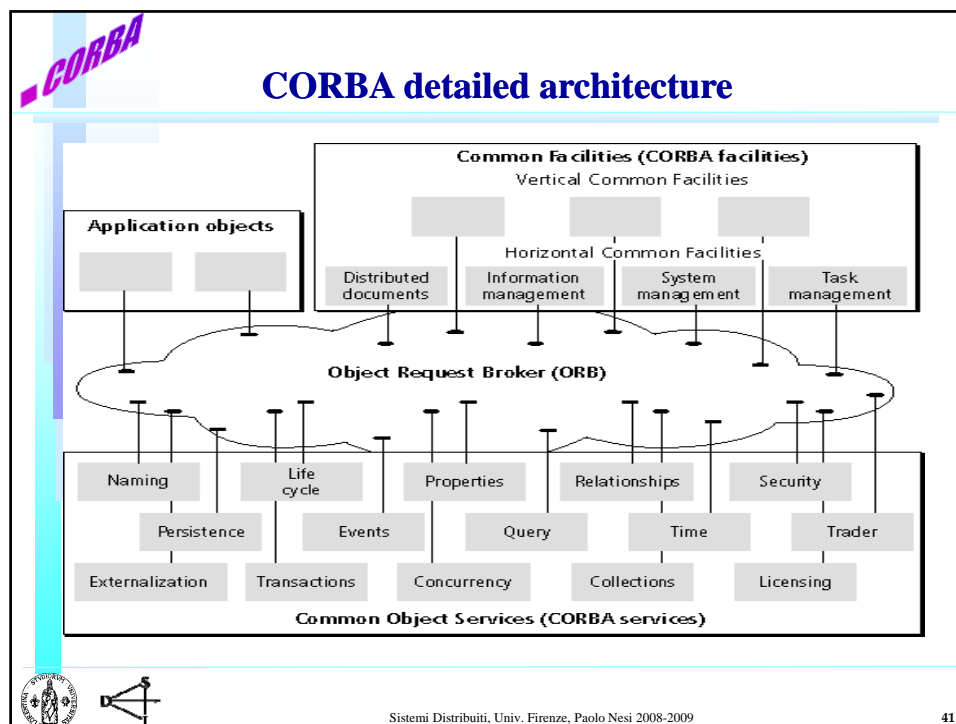 CORBA
CORBA detailed architecture
Common Facilities (CORBA facilities)
Vertical Common Facilities
Application objects
Horizontal Common Facilities
Distributed
documents
Information
management
System
management
Task
management
Object Request Broker (ORB)
Naming
Life
cycle
Properties
Relationships
Security
Persistence
Events
Query
Time
Trader
Externalization
Transactions
Concurrency
Collections
Licensing
Common Object Services (CORBA services)
D
S
I
Sistemi Distribuiti, Univ. Firenze, Paolo Nesi 2008-2009
41